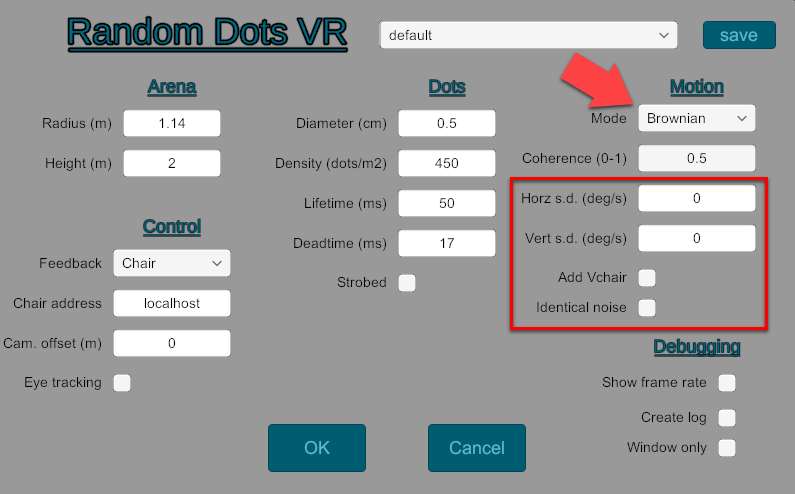 Random Dots VR
default
save
Arena
Radius (m) 1.14
Height (m) 2
Control
Feedback Chair
Chair address localhost
Cam. offset (m) 0
Eye tracking
Dots
Diameter (cm) 0.5
Density (dots/m2) 450
Lifetime (ms) 50
Deadtime (ms) 17
Strobed
Motion
Mode Brownian
Coherence (0-1) 0.5
Horz s.d. (deg/s) 0
Vert s.d. (deg/s) 0
Add Vchair
Identical noise
Debugging
Show frame rate
Create log
Window only
OK
Cancel